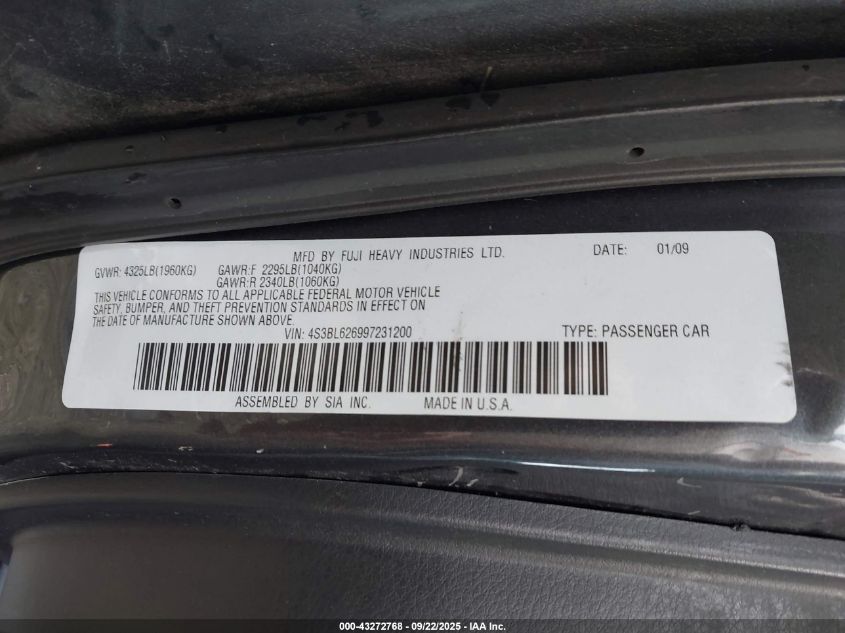 MFD BY FUJI HEAVY INDUSTRIES LTD. DATE: 01/09
GVWR: 4325LB(1960KG) GAWR:F 2295LB(1040KG)
GAWR:R 2340LB(1060KG)
THIS VEHICLE CONFORMS TO ALL APPLICABLE FEDERAL MOTOR VEHICLE
SAFETY, BUMPER, AND THEFT PREVENTION STANDARDS IN EFFECT ON
THE DATE OF MANUFACTURE SHOWN ABOVE.
VIN: 4S3BL626997231200 TYPE: PASSENGER CAR
ASSEMBLED BY SIA INC. MADE IN U.S.A.
000-43272768 - 09/22/2025 - IAA Inc.